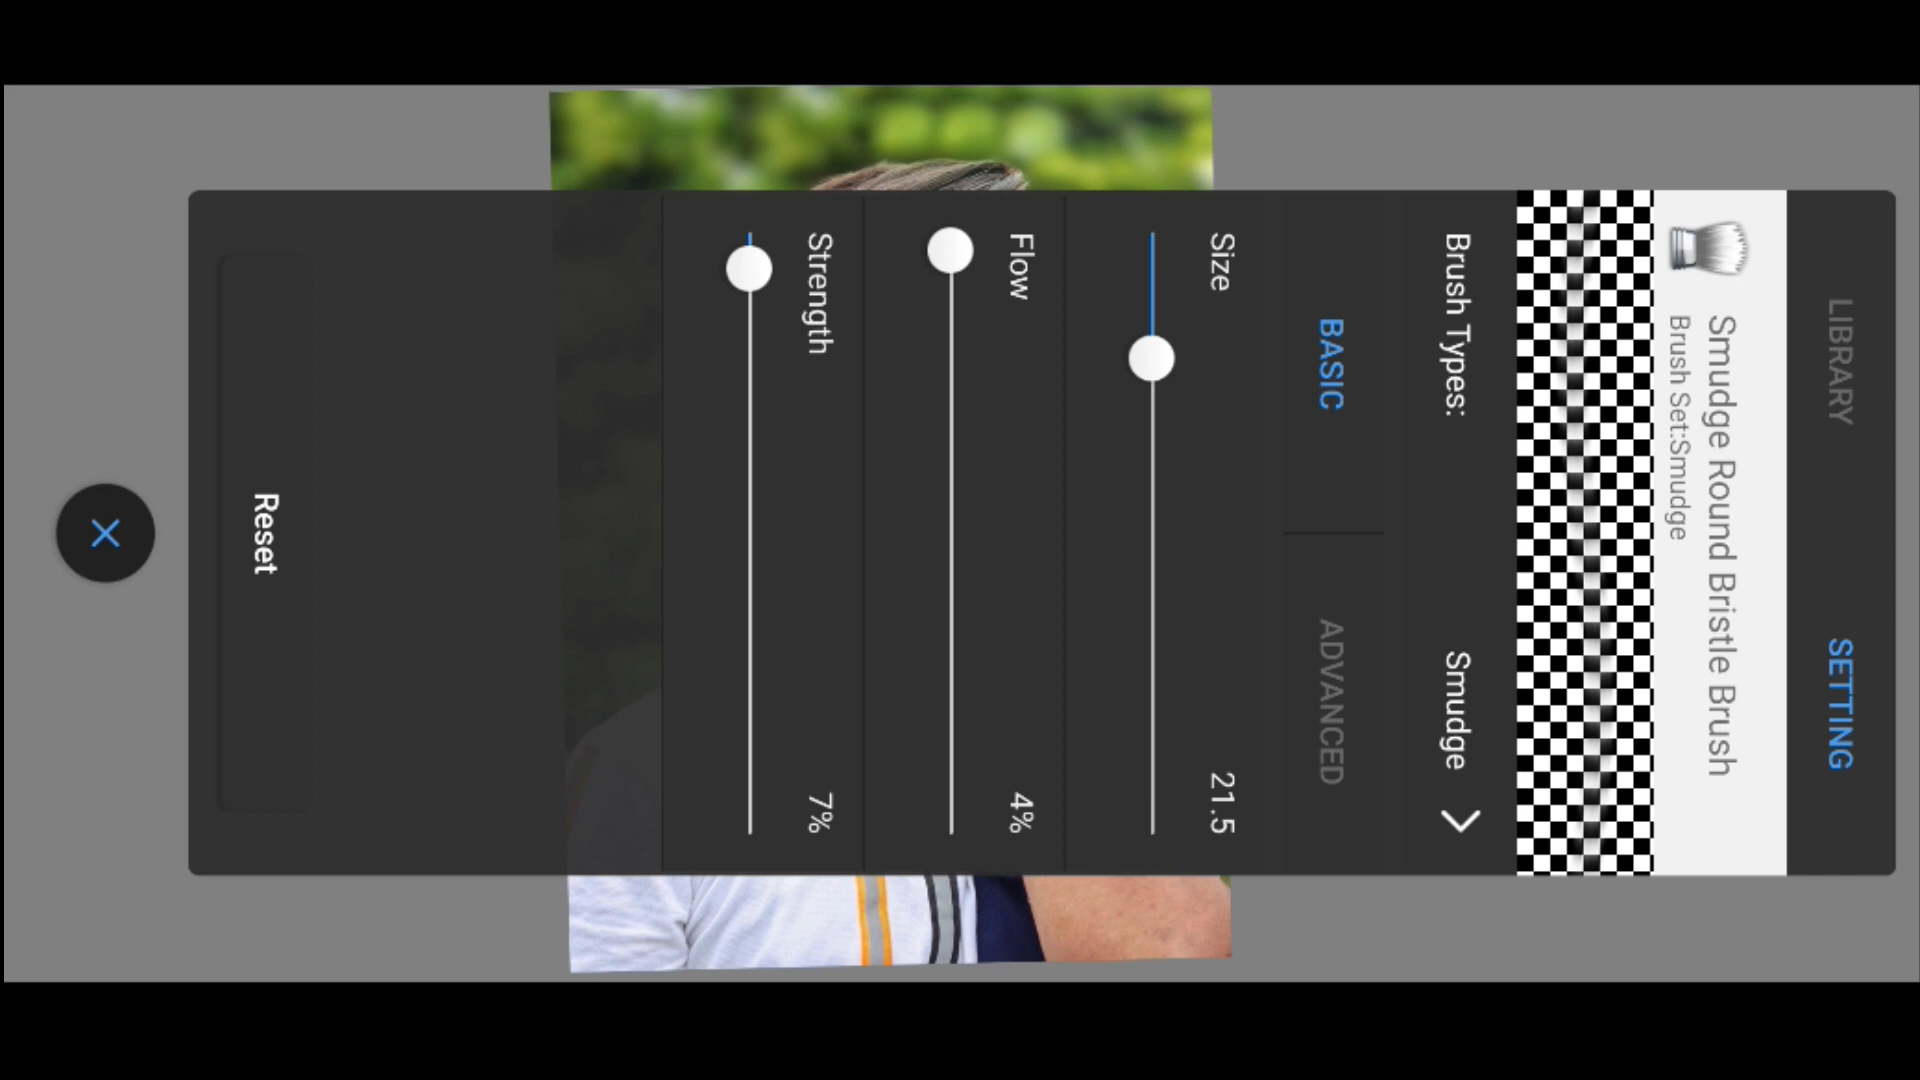 LIBRARY SETTING
Smudge Round Bristle Brush
Brush Set:Smudge
Brush Types: Smudge
BASIC ADVANCED
Size 21.5
Flow 4%
Strength 7%
Reset